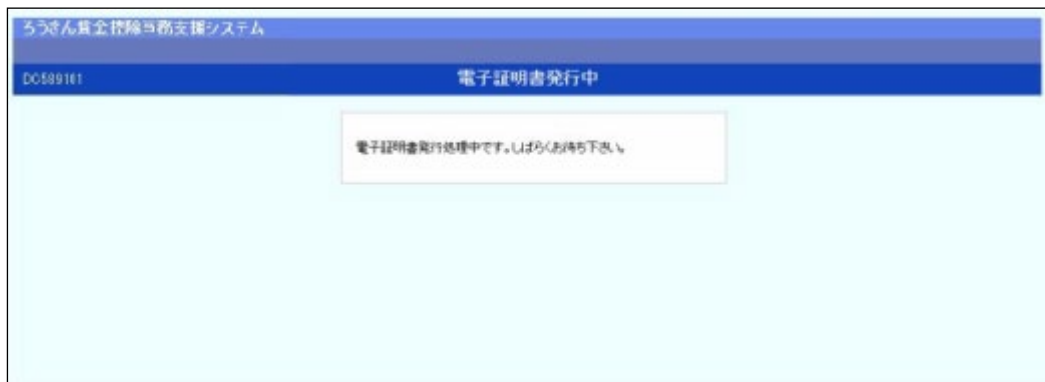 ろうきん賃金控除事務支援システム
DC589101
電子証明書発行中
電子証明書発行処理中です。しばらくお待ち下さい。